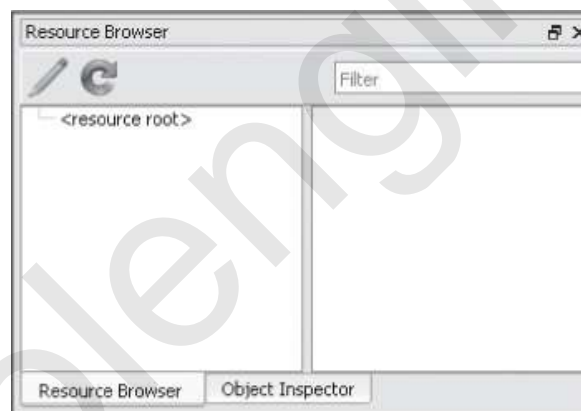 Resource Browser
Filter
<resource root>
Resource Browser
Object Inspector